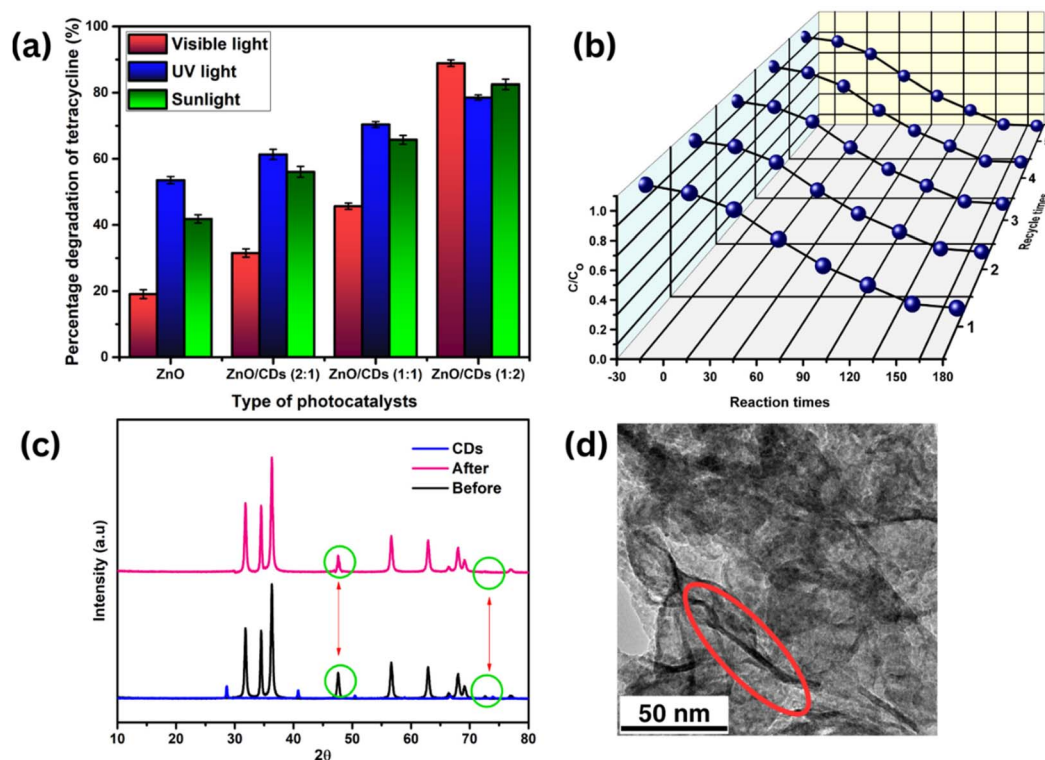 (a)
Percentage degradation of tetracycline (%)
100
80
60
40
20
0
Visible light
UV light
Sunlight
ZnO
ZnO/CDs (2:1)
ZnO/CDs (1:1)
ZnO/CDs (1:2)
Type of photocatalysts
(b)
C/Co
1.0
0.8
0.6
0.4
0.2
0.0
-30
0
30
60
90
120
150
180
Reaction times
1
2
3
4
Recycle times
(c)
Intensity (a.u)
CDs
After
Before
10
20
30
40
50
60
70
80
2θ
(d)
50 nm